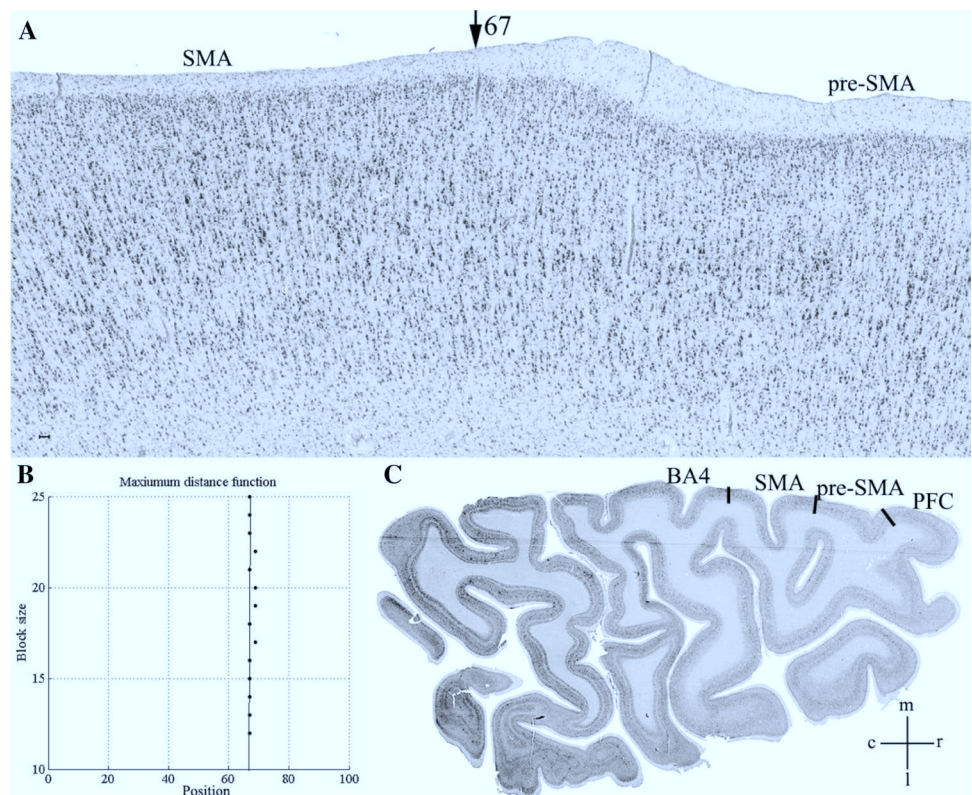 A
67
SMA
pre-SMA
B
Maxiumum distance function
25
20
15
10
Block size
0 20 40 60 80 100
Position
C
BA4 SMA pre-SMA PFC
m
c r
l